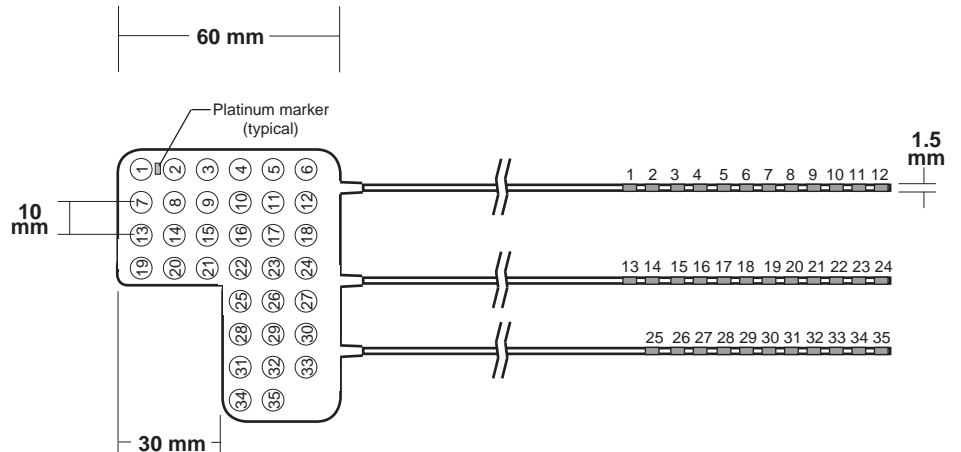 60 mm
Platinum marker
(typical)
1.5
mm
1 2 3 4 5 6
1 2 3 4 5 6 7 8 9 10 11 12
7 8 9 10 11 12
10
mm
13 14 15 16 17 18
19 20 21 22 23 24
13 14 15 16 17 18 19 20 21 22 23 24
25 26 27
28 29 30
25 26 27 28 29 30 31 32 33 34 35
31 32 33
34 35
30 mm